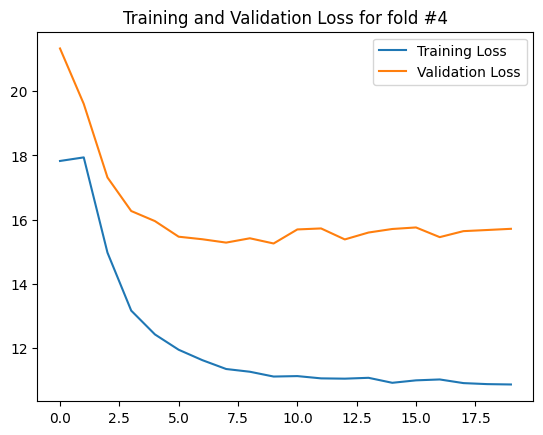 Training and Validation Loss for fold #4
Training Loss
Validation Loss
20
18
16
14
12
0.0 2.5 5.0 7.5 10.0 12.5 15.0 17.5